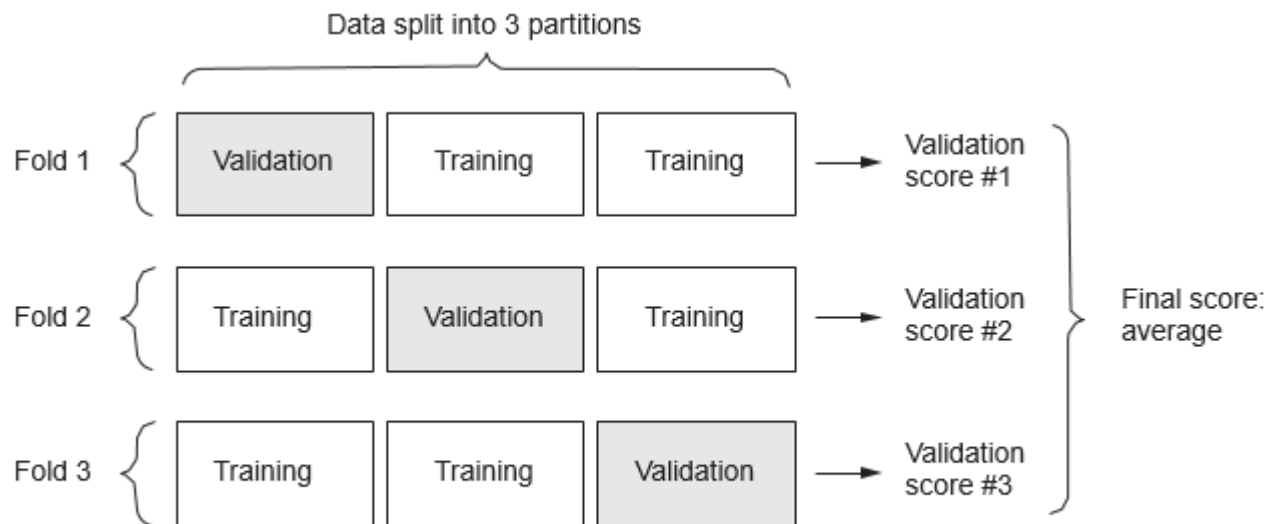 Data split into 3 partitions
Fold 1
Validation
Training
Training
Validation
score #1
Fold 2
Training
Validation
Training
Validation
score #2
Final score:
average
Fold 3
Training
Training
Validation
Validation
score #3